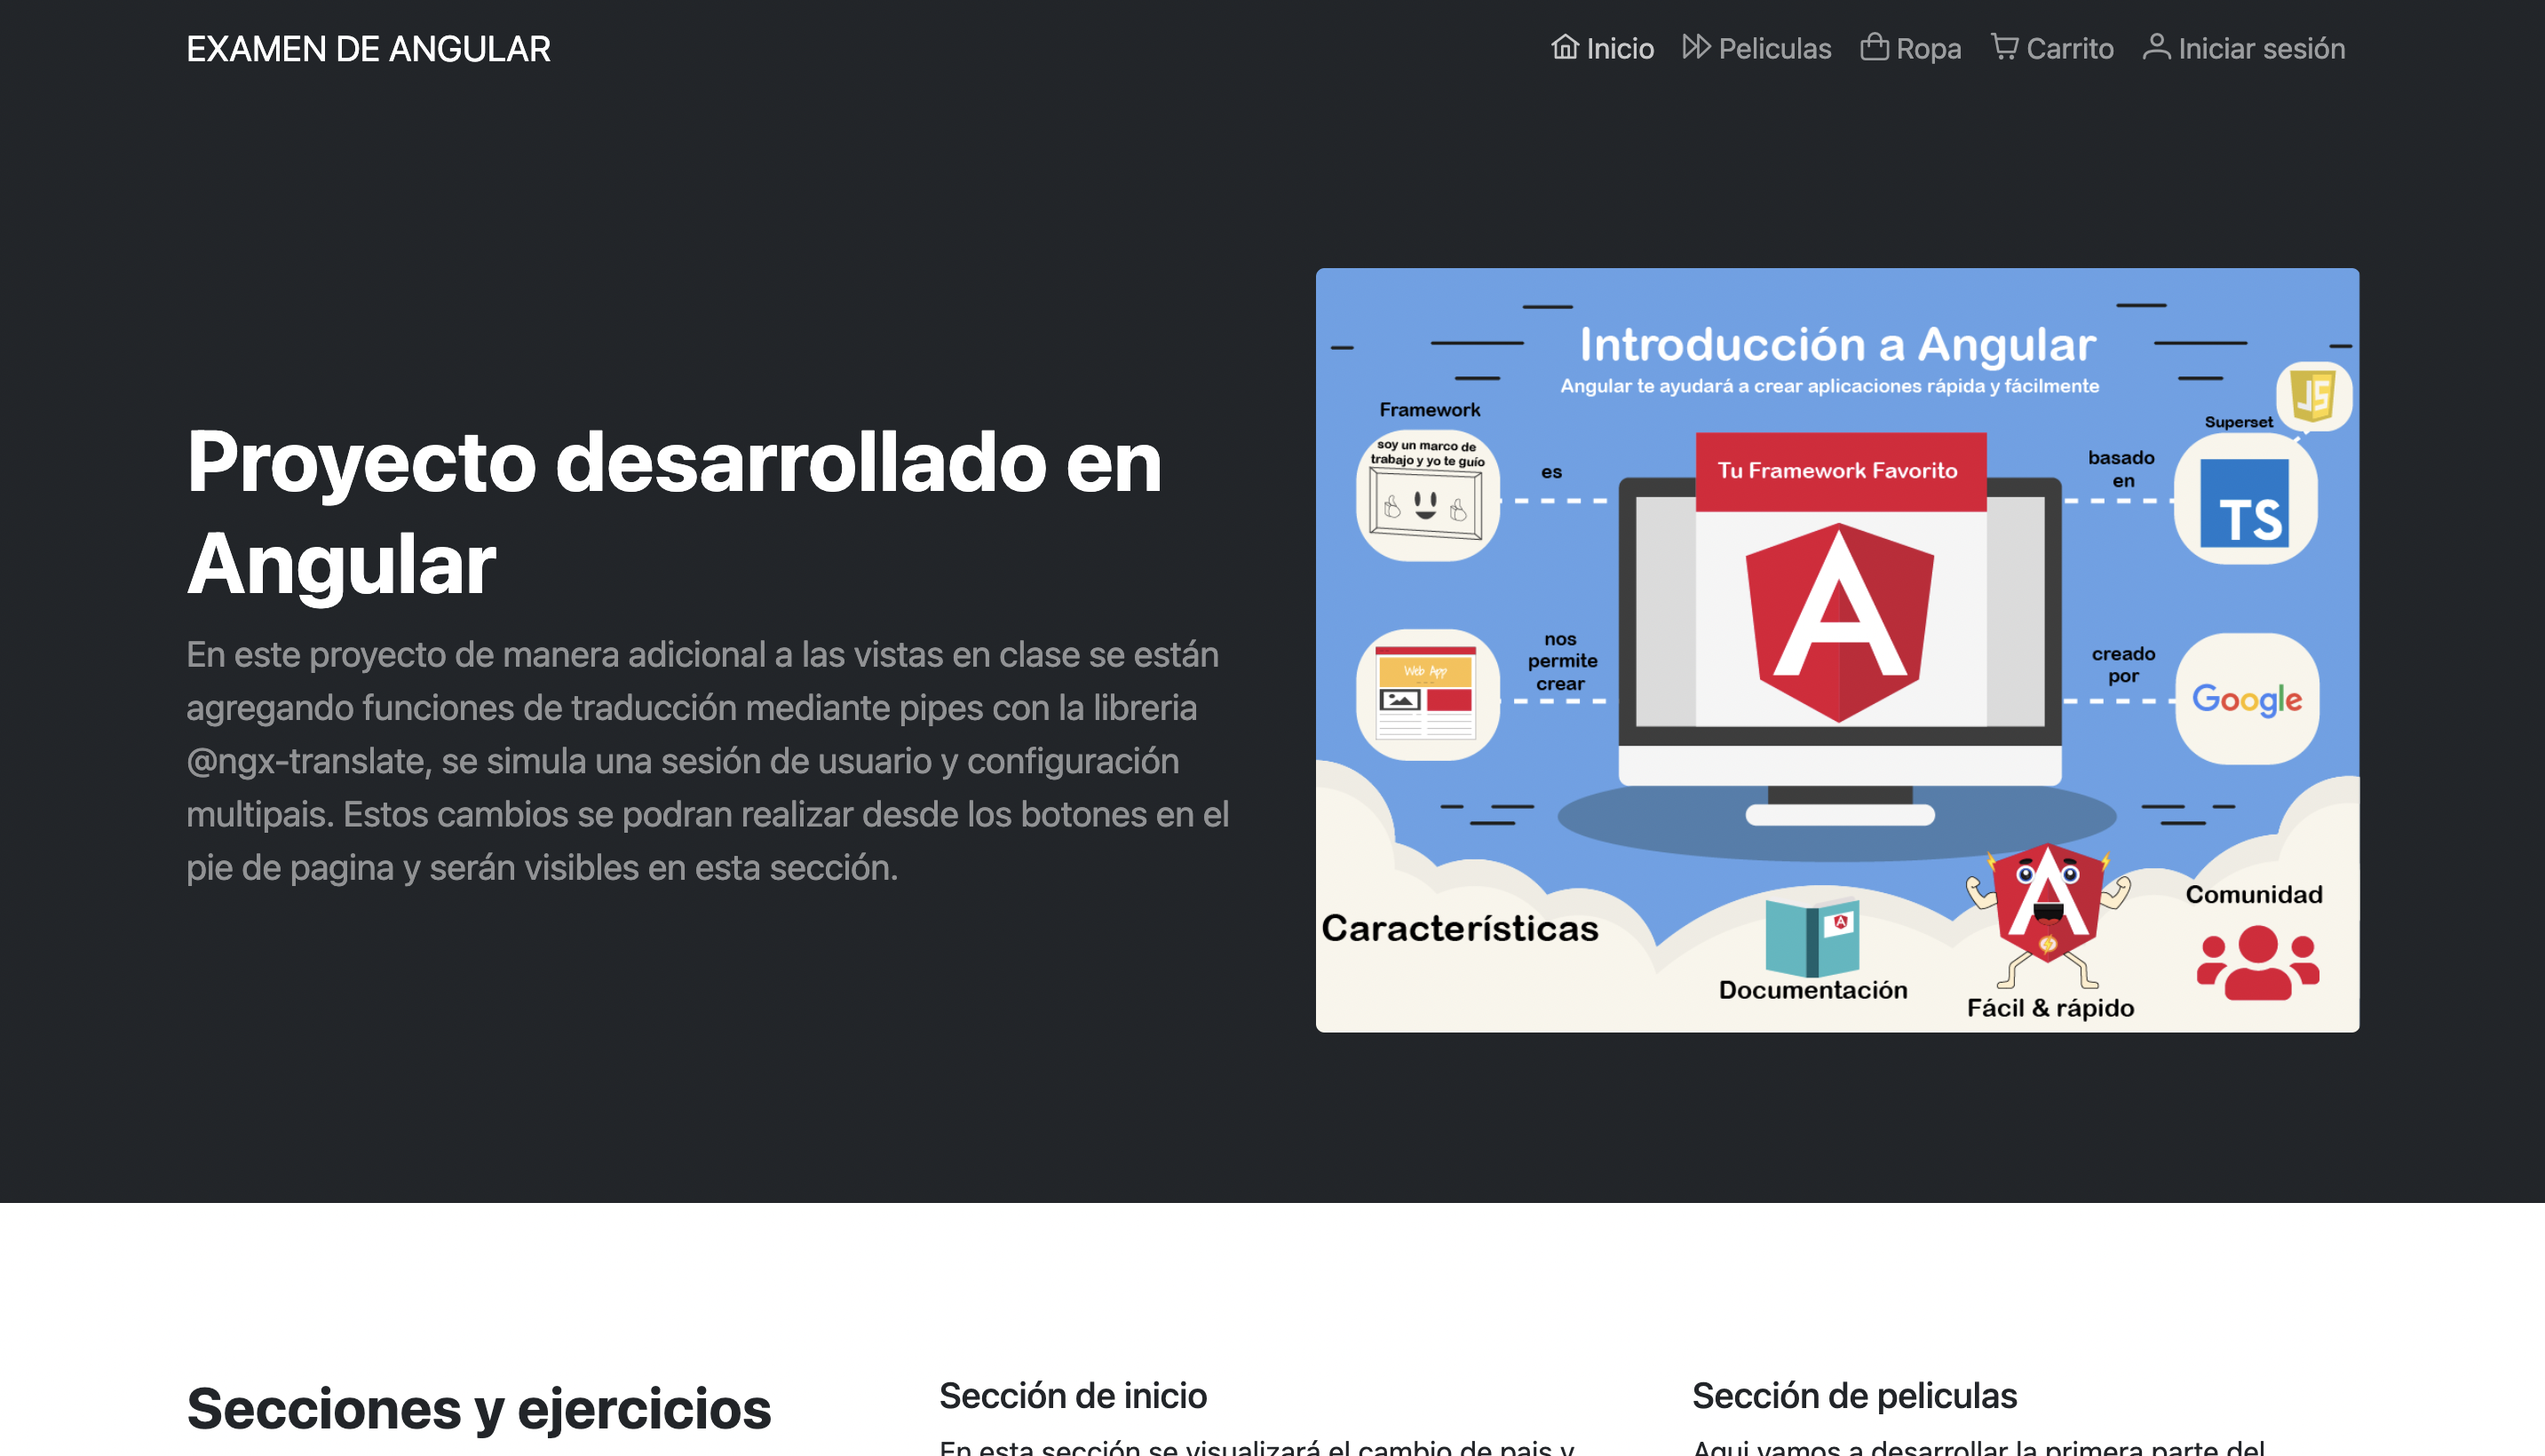 EXAMEN DE ANGULAR
Inicio
Peliculas
Ropa
Carrito
Iniciar sesión
Proyecto desarrollado en
Angular
En este proyecto de manera adicional a las vistas en clase se están
agregando funciones de traducción mediante pipes con la libreria
@ngx-translate, se simula una sesión de usuario y configuración
multipais. Estos cambios se podran realizar desde los botones en el
pie de pagina y serán visibles en esta sección.
Introducción a Angular
Angular te ayudará a crear aplicaciones rápida y fácilmente
Framework
soy un marco de
trabajo y yo te guío
es
Tu Framework Favorito
A
basado
en
Superset
JS
TS
Web App
nos
permite
crear
creado
por
Google
Características
Documentación
A
A
Fácil & rápido
Comunidad
Secciones y ejercicios
Sección de inicio
En esta sección se visualizará el cambio de pais y
Sección de peliculas
Aqui vamos a desarrollar la primera parte del